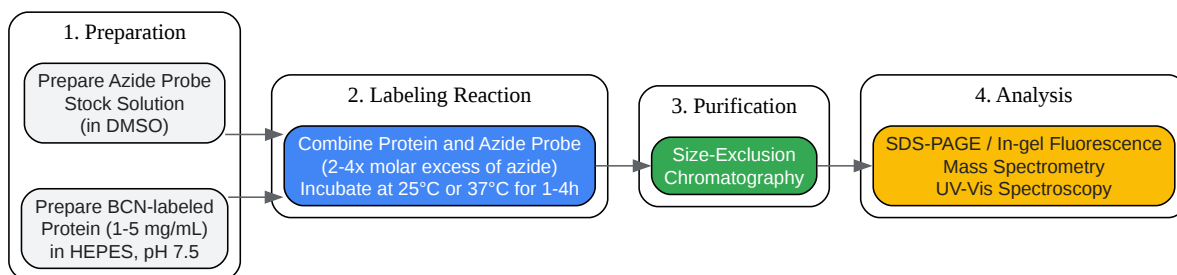 1. Preparation
Prepare Azide Probe
Stock Solution
(in DMSO)
Prepare BCN-labeled
Protein (1-5 mg/mL)
in HEPES, pH 7.5
2. Labeling Reaction
Combine Protein and Azide Probe
(2-4x molar excess of azide)
Incubate at 25°C or 37°C for 1-4h
3. Purification
Size-Exclusion
Chromatography
4. Analysis
SDS-PAGE / In-gel Fluorescence
Mass Spectrometry
UV-Vis Spectroscopy